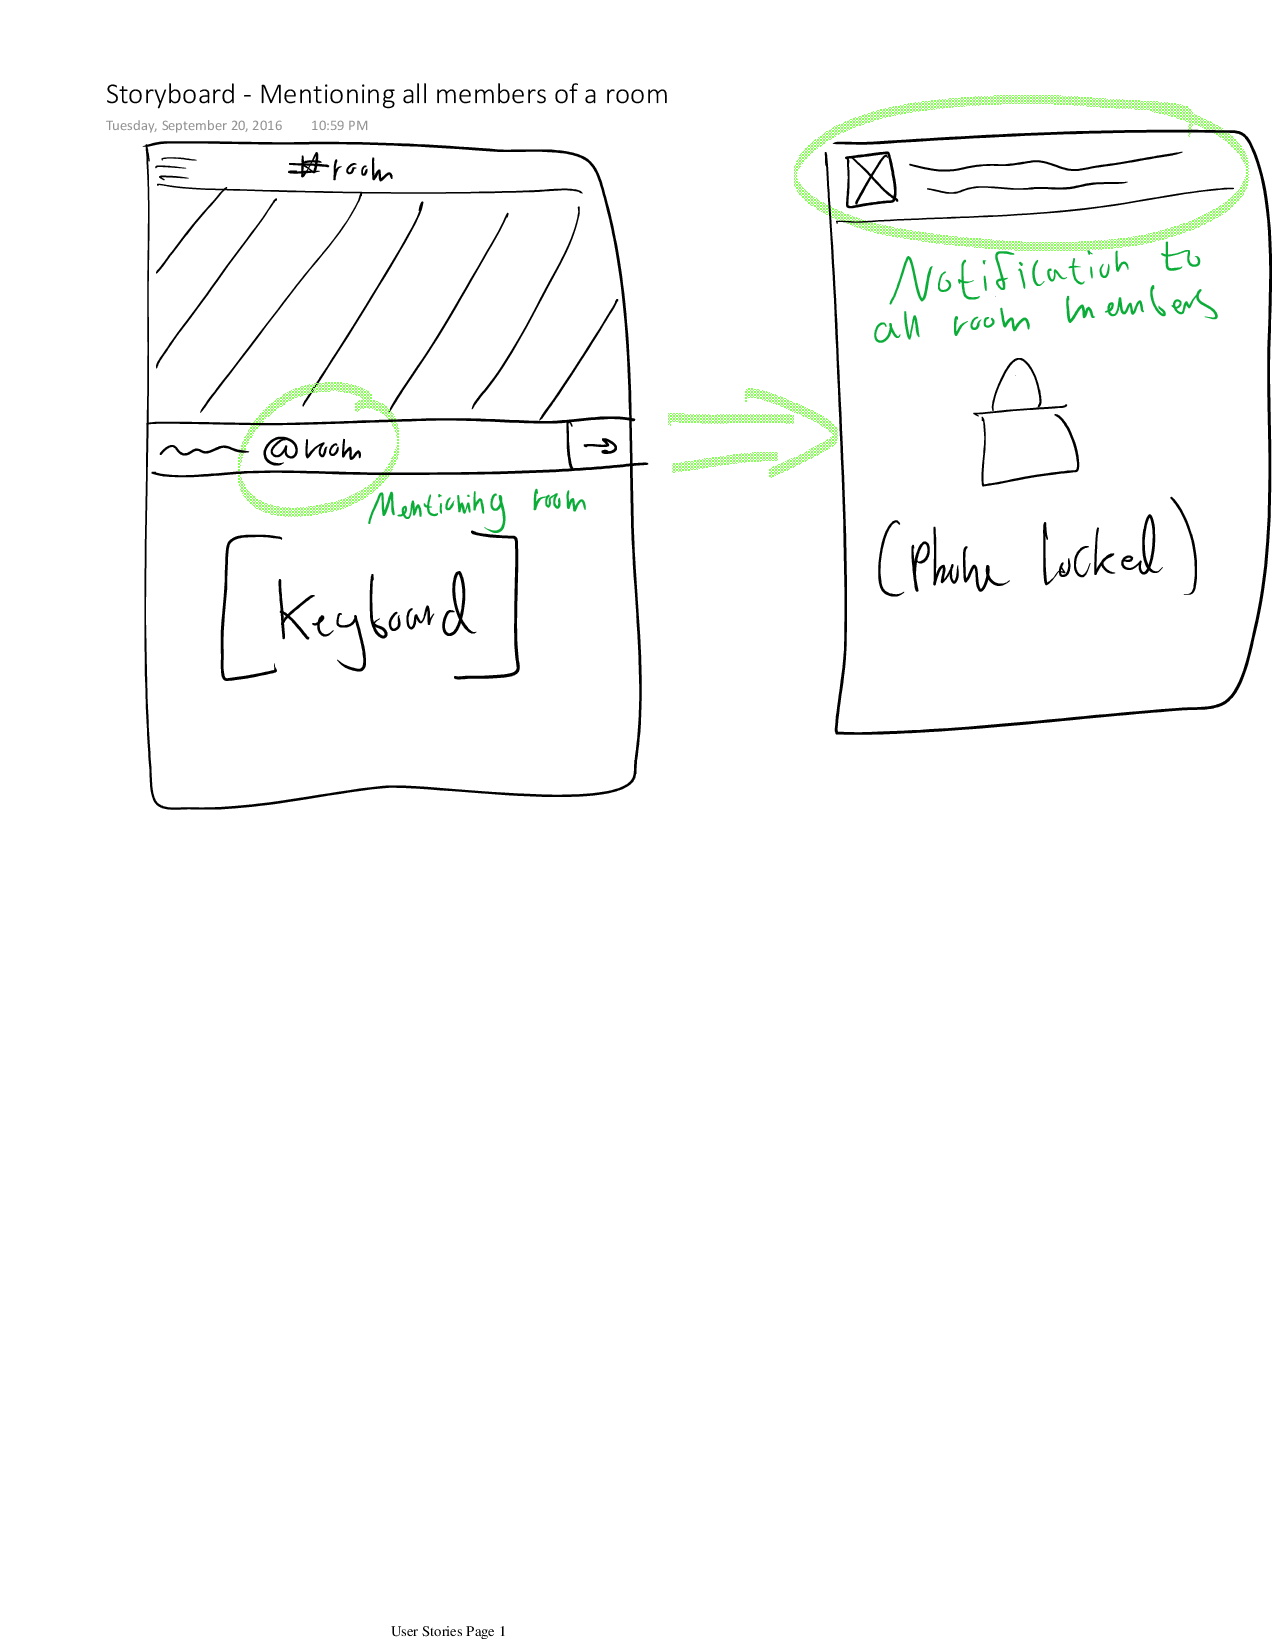 Storyboard - Mentioning all members of a room
Tuesday, September 20, 2016 10:59 PM
#room
@room
Mentioning room
Keyboard
Notification to
all room members
(Phone locked)
User Stories Page 1